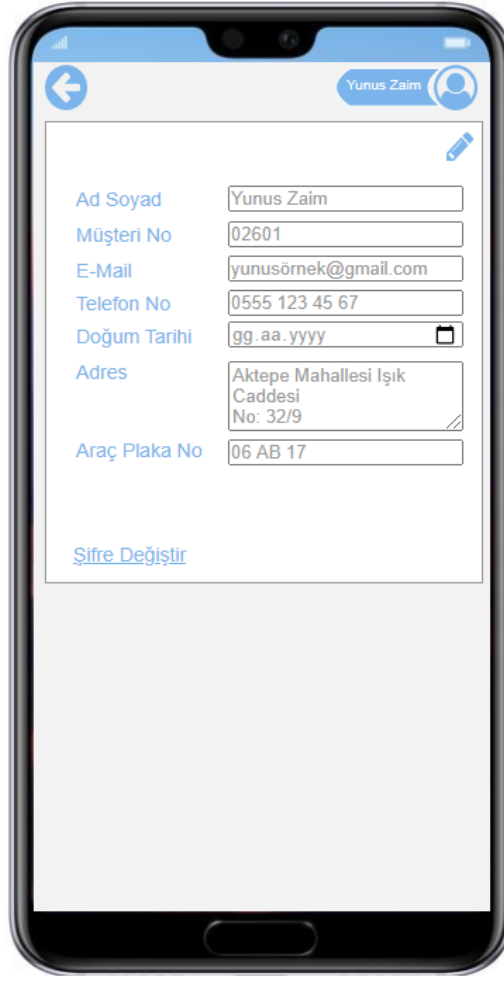 Yunus Zaim
Ad Soyad Yunus Zaim
Müşteri No 02601
E-Mail yunusörnek@gmail.com
Telefon No 0555 123 45 67
Doğum Tarihi gg.aa.yyyy
Adres Aktepe Mahallesi Işık
Caddesi
No: 32/9
Araç Plaka No 06 AB 17
Şifre Değiştir